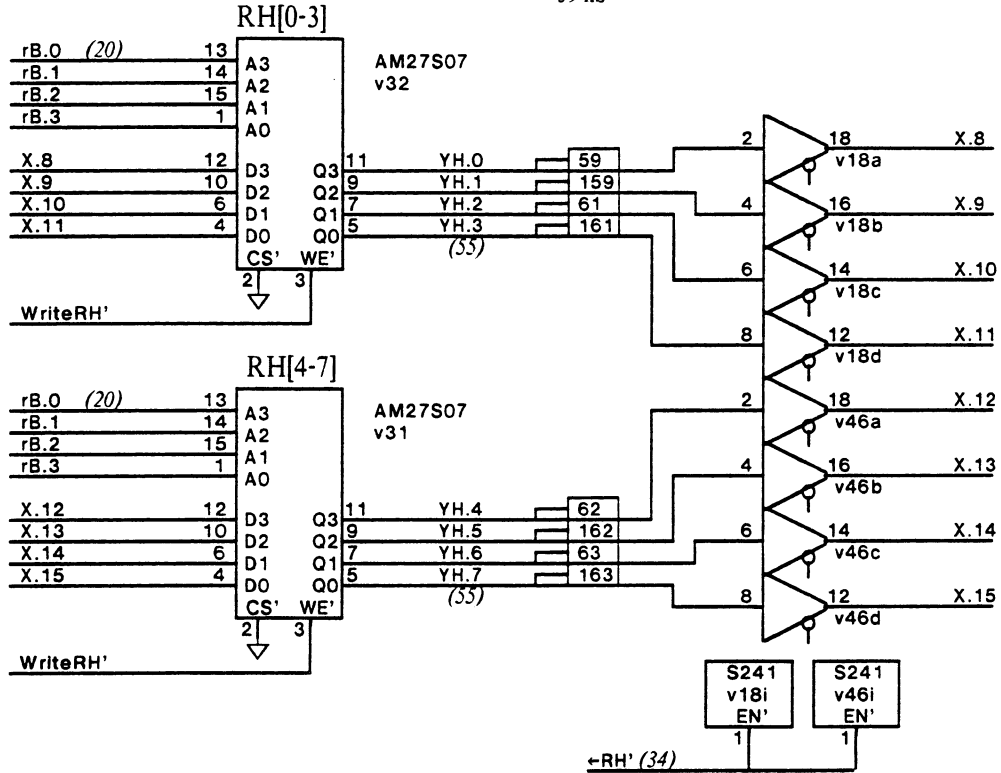 RH[0-3]
rB.0 (20) 13 A3 AM27S07
rB.1 14 A2 v32
rB.2 15 A1
rB.3 1 A0
X.8 12 D3 Q3 11 YH.0 59 2 18 X.8
v18a
X.9 10 D2 Q2 9 YH.1 159 4 16 X.9
v18b
X.10 6 D1 Q1 7 YH.2 61 6 14 X.10
v18c
X.11 4 D0 Q0 5 YH.3 161 8 12 X.11
v18d
(55)
CS' WE'
2 3
WriteRH'
RH[4-7]
rB.0 (20) 13 A3 AM27S07
rB.1 14 A2 v31
rB.2 15 A1
rB.3 1 A0
X.12 12 D3 Q3 11 YH.4 62 2 18 X.12
v46a
X.13 10 D2 Q2 9 YH.5 162 4 16 X.13
v46b
X.14 6 D1 Q1 7 YH.6 63 6 14 X.14
v46c
X.15 4 D0 Q0 5 YH.7 163 8 12 X.15
v46d
(55)
CS' WE'
2 3
WriteRH'
S241 S241
v18i v46i
EN' EN'
1 1
←RH' (34)